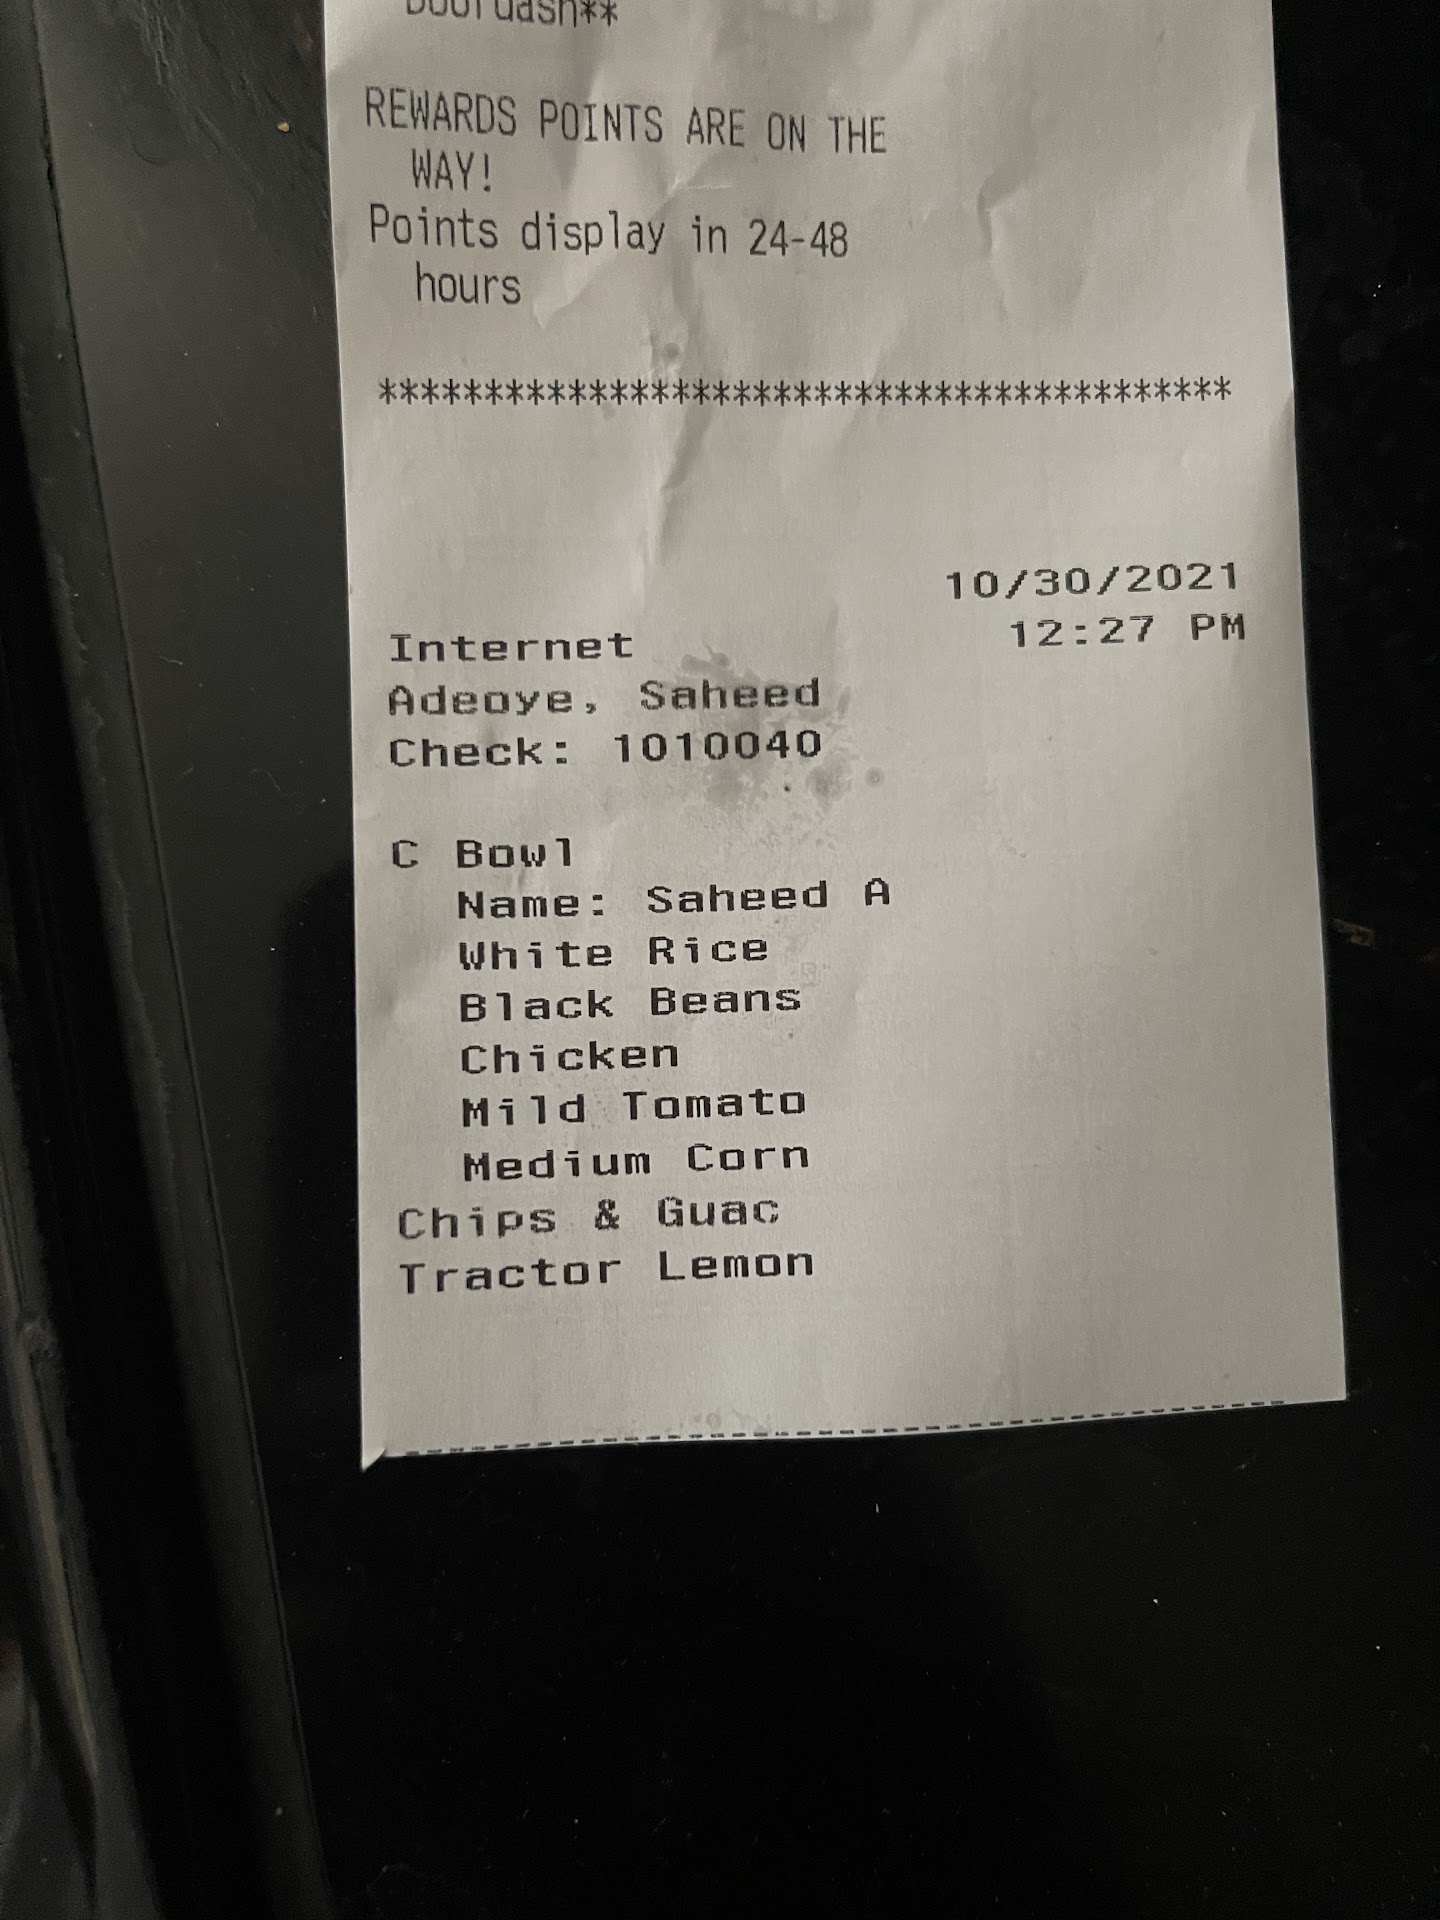 Doordash**
REWARDS POINTS ARE ON THE
WAY!
Points display in 24-48
hours
******************************************
10/30/2021
12:27 PM
Internet
Adeoye, Saheed
Check: 1010040
C Bowl
Name: Saheed A
White Rice
Black Beans
Chicken
Mild Tomato
Medium Corn
Chips & Guac
Tractor Lemon